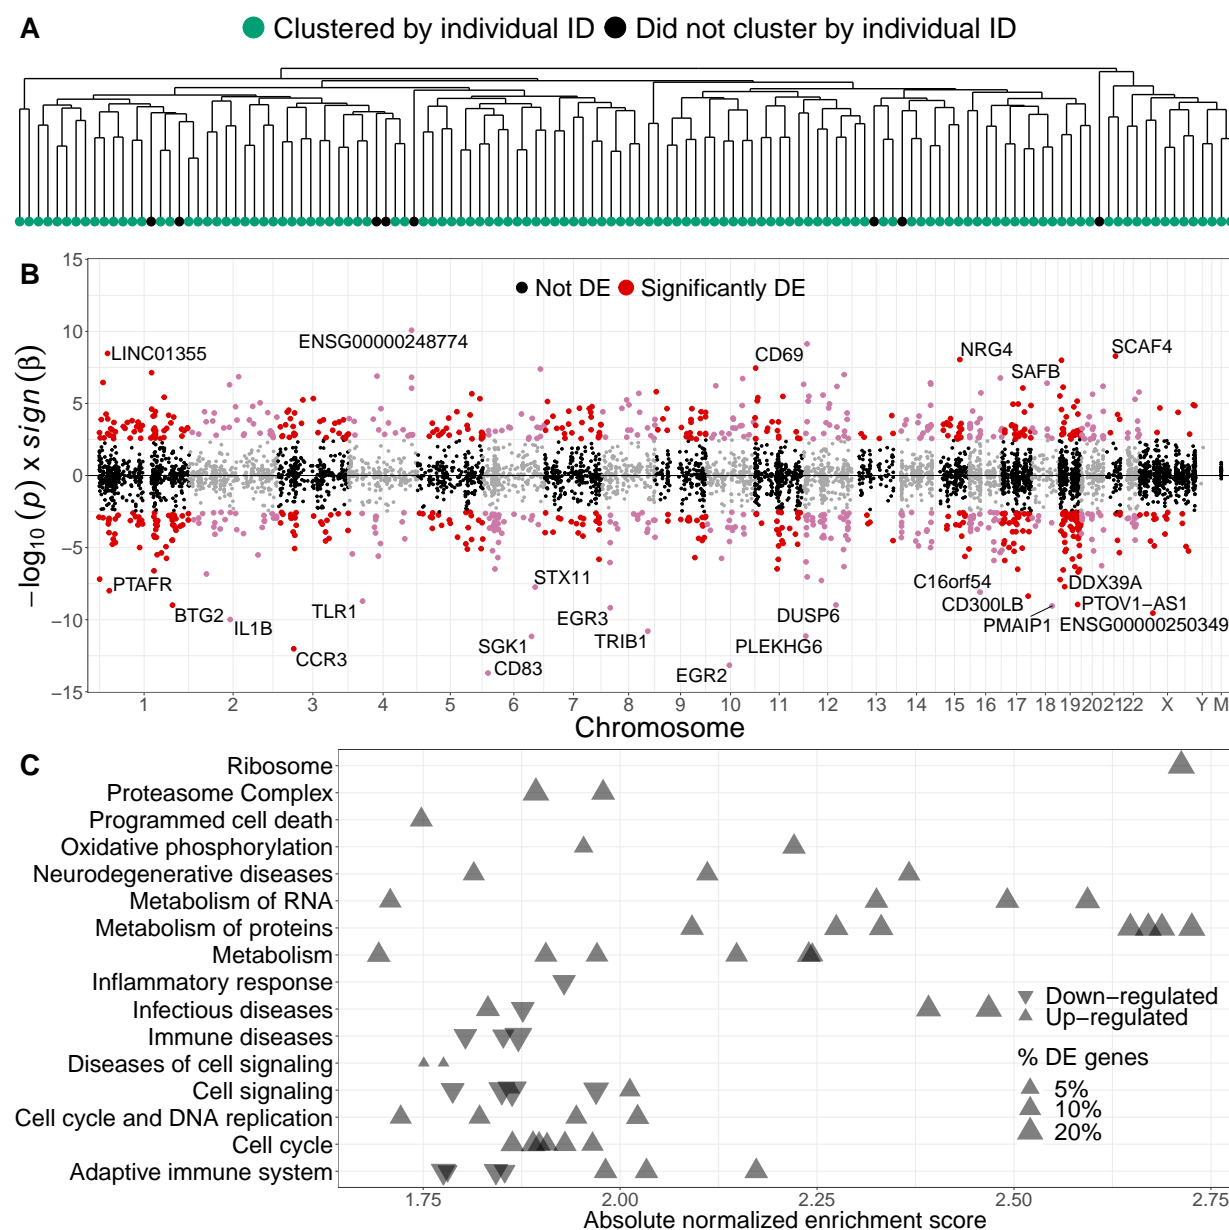 A
Clustered by individual ID Did not cluster by individual ID
B
Not DE Significantly DE
15
10
5
0
−5
−10
−15
−log10(p) x sign(β)
LINC01355
ENSG00000248774
CD69
NRG4
SCAF4
SAFB
PTAFR
BTG2
IL1B
CCR3
TLR1
STX11
SGK1
CD83
EGR3
TRIB1
EGR2
PLEKHG6
DUSP6
C16orf54
CD300LB
PMAIP1
DDX39A
PTOV1−AS1
ENSG00000250349
1 2 3 4 5 6 7 8 9 10 11 12 13 14 15 16 17 18 19 20 21 22 X Y M
Chromosome
C
Ribosome
Proteasome Complex
Programmed cell death
Oxidative phosphorylation
Neurodegenerative diseases
Metabolism of RNA
Metabolism of proteins
Metabolism
Inflammatory response
Infectious diseases
Immune diseases
Diseases of cell signaling
Cell signaling
Cell cycle and DNA replication
Cell cycle
Adaptive immune system
Down−regulated
Up−regulated
% DE genes
5%
10%
20%
1.75 2.00 2.25 2.50 2.75
Absolute normalized enrichment score